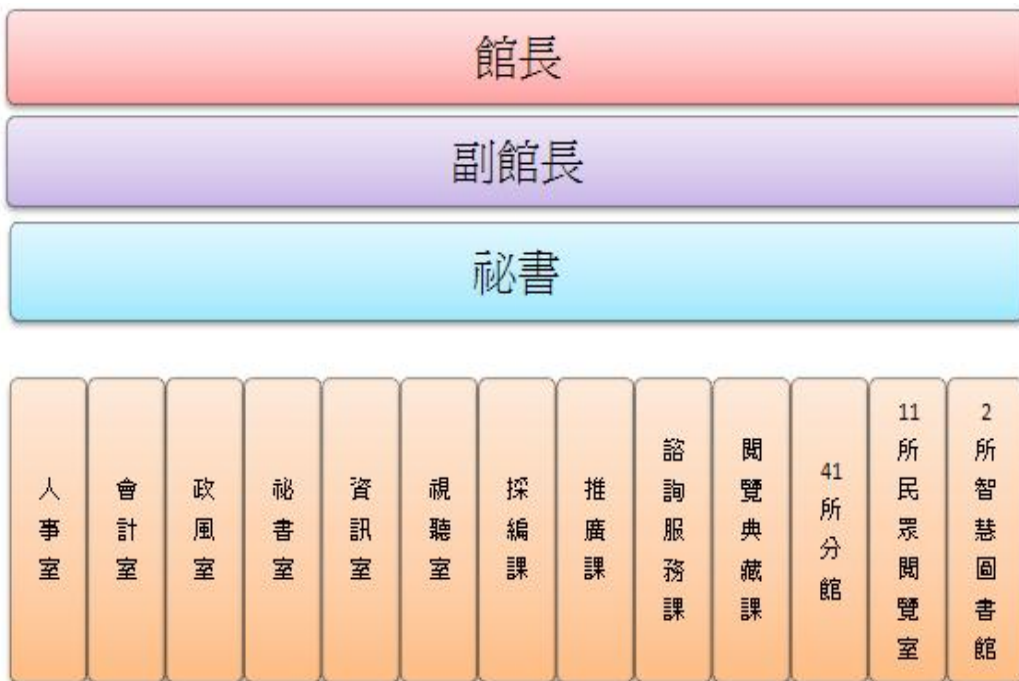 館長
副館長
祕書
人事室
會計室
政風室
祕書室
資訊室
視聽室
採編課
推廣課
諮詢服務課
閱覽典藏課
41所分館
11所民眾閱覽室
2所智慧圖書館